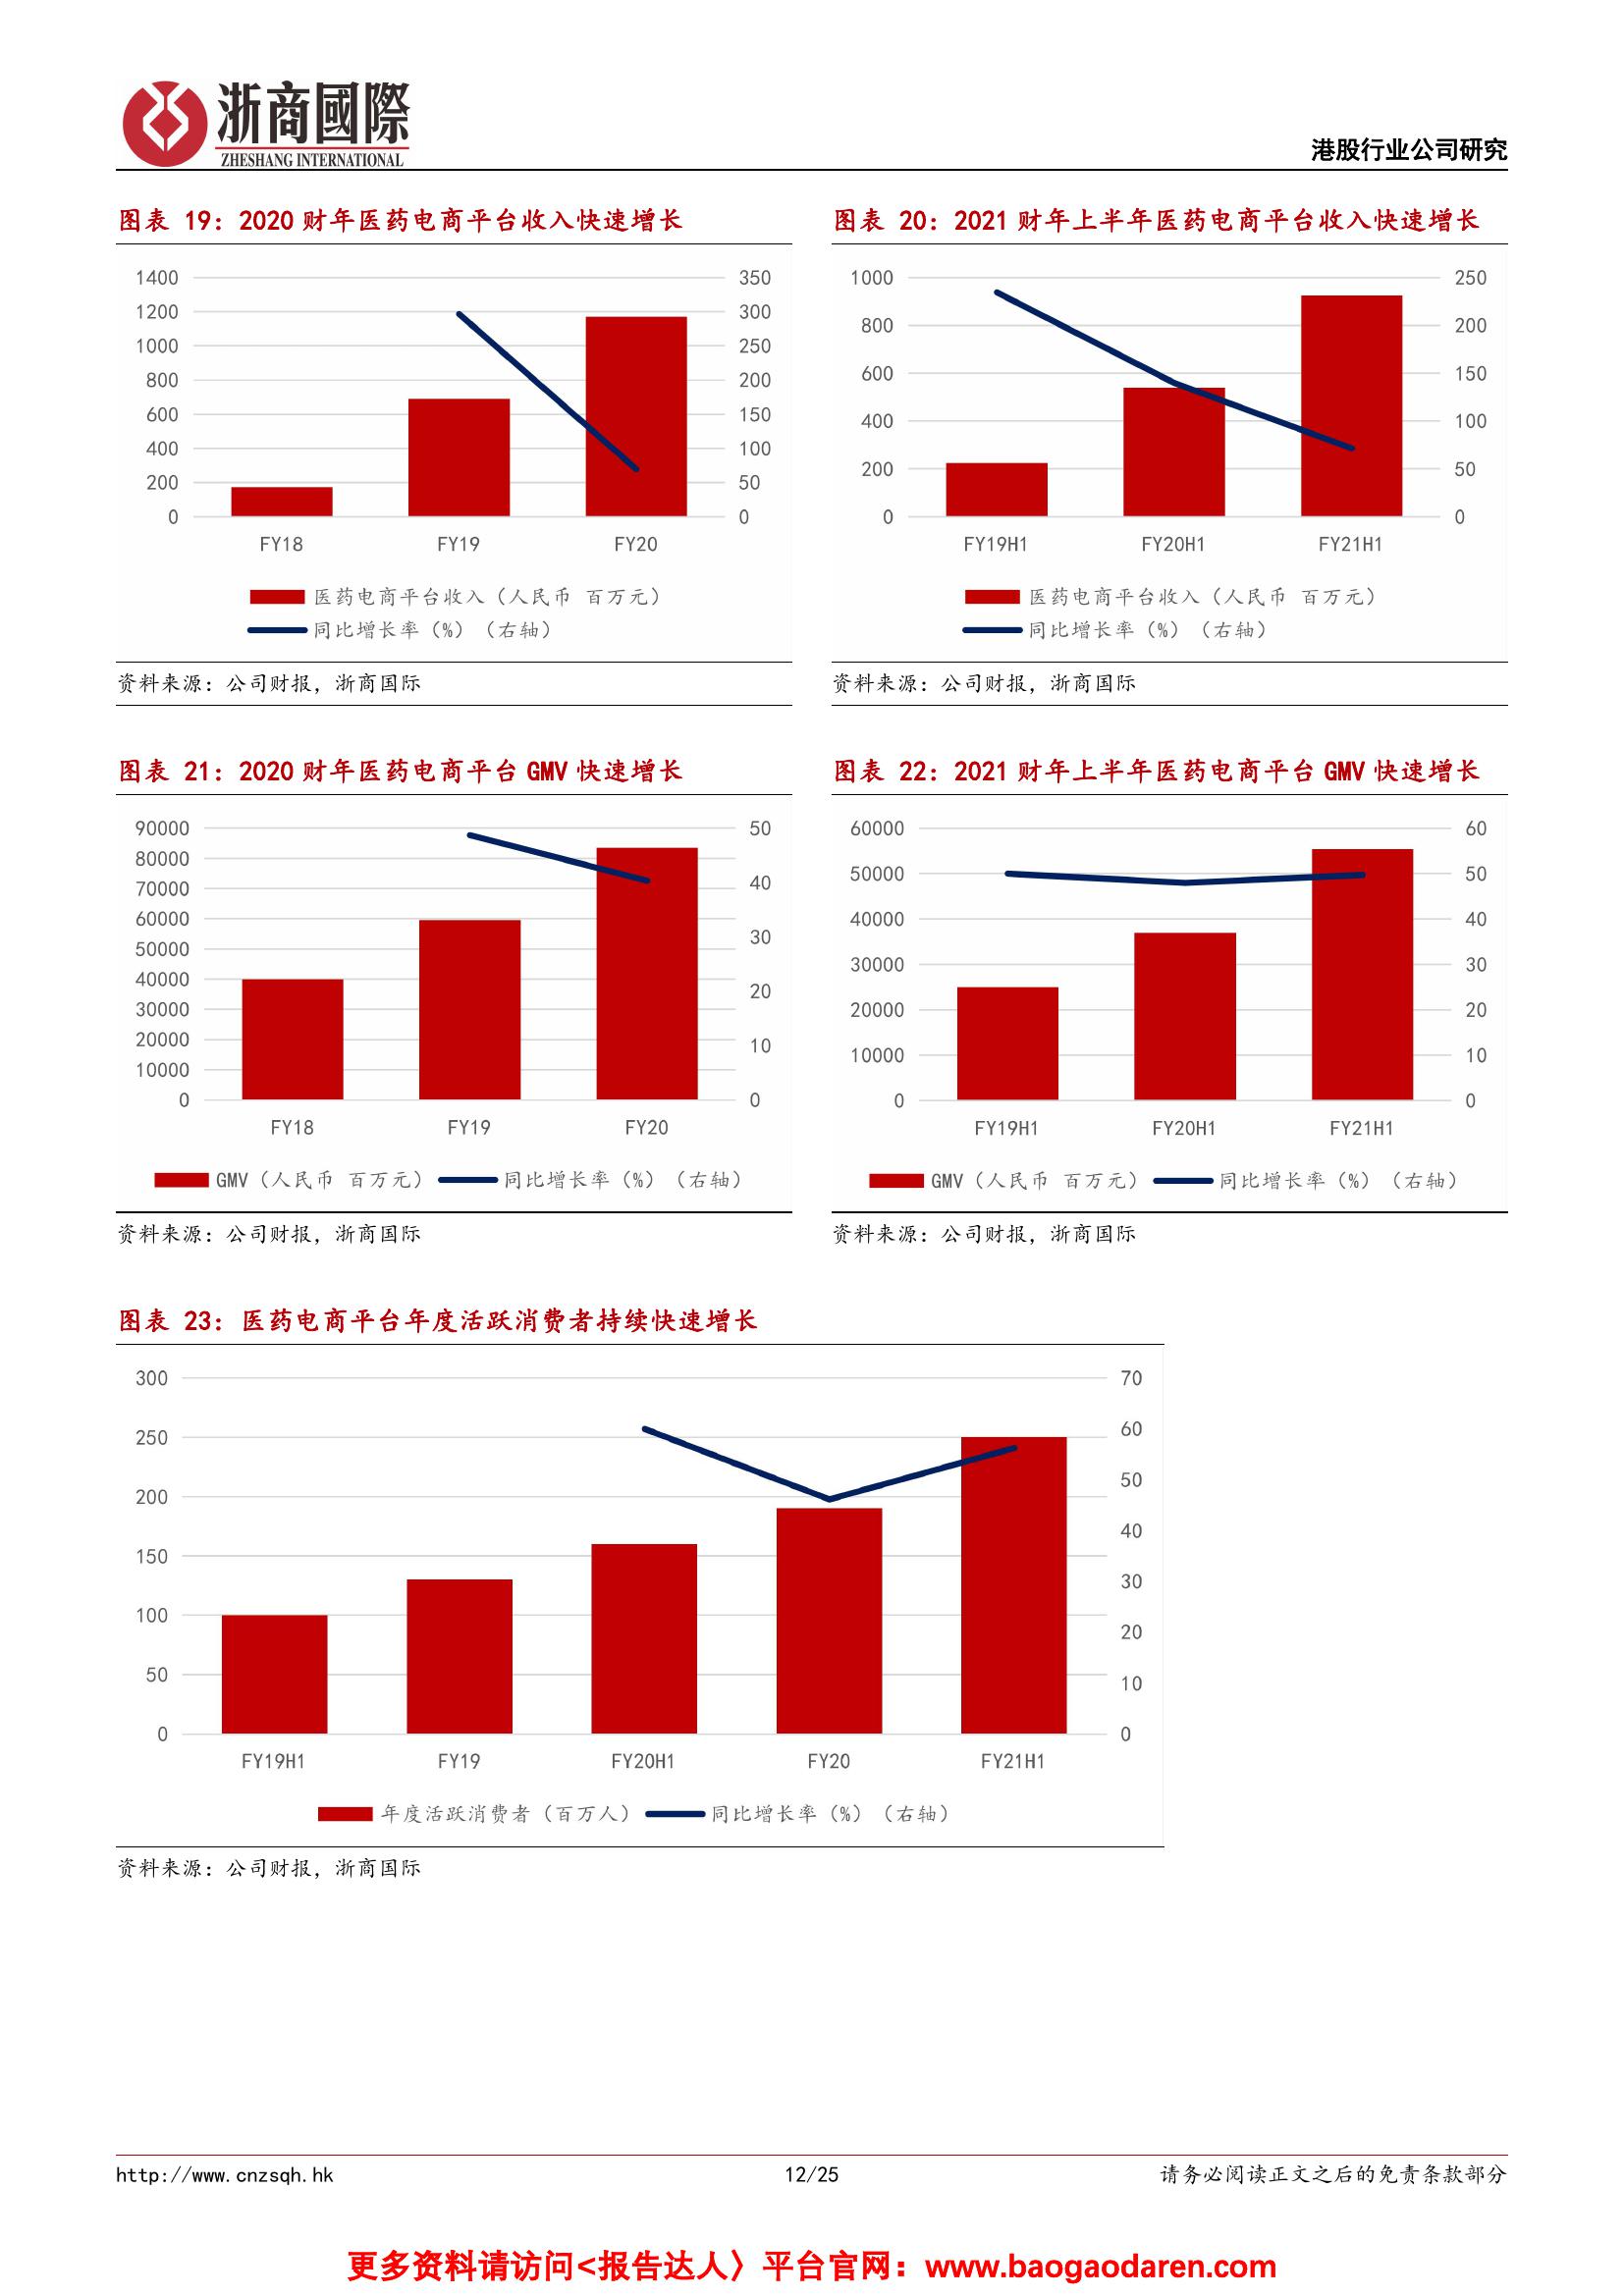 浙商國際
ZHESHANG INTERNATIONAL
港股行业公司研究
图表 19：2020 财年医药电商平台收入快速增长
1400
1200
1000
800
600
400
200
0
350
300
250
200
150
100
50
0
FY18 FY19 FY20
医药电商平台收入（人民币 百万元）
同比增长率（%）（右轴）
资料来源：公司财报，浙商国际
图表 20：2021 财年上半年医药电商平台收入快速增长
1000
800
600
400
200
0
250
200
150
100
50
0
FY19H1 FY20H1 FY21H1
医药电商平台收入（人民币 百万元）
同比增长率（%）（右轴）
资料来源：公司财报，浙商国际
图表 21：2020 财年医药电商平台 GMV 快速增长
90000
80000
70000
60000
50000
40000
30000
20000
10000
0
50
40
30
20
10
0
FY18 FY19 FY20
GMV（人民币 百万元） 同比增长率（%）（右轴）
资料来源：公司财报，浙商国际
图表 22：2021 财年上半年医药电商平台 GMV 快速增长
60000
50000
40000
30000
20000
10000
0
60
50
40
30
20
10
0
FY19H1 FY20H1 FY21H1
GMV（人民币 百万元） 同比增长率（%）（右轴）
资料来源：公司财报，浙商国际
图表 23：医药电商平台年度活跃消费者持续快速增长
300
250
200
150
100
50
0
70
60
50
40
30
20
10
0
FY19H1 FY19 FY20H1 FY20 FY21H1
年度活跃消费者（百万人） 同比增长率（%）（右轴）
资料来源：公司财报，浙商国际
http://www.cnzsqh.hk 12/25 请务必阅读正文之后的免责条款部分
更多资料请访问<报告达人〉平台官网：www.baogaodaren.com